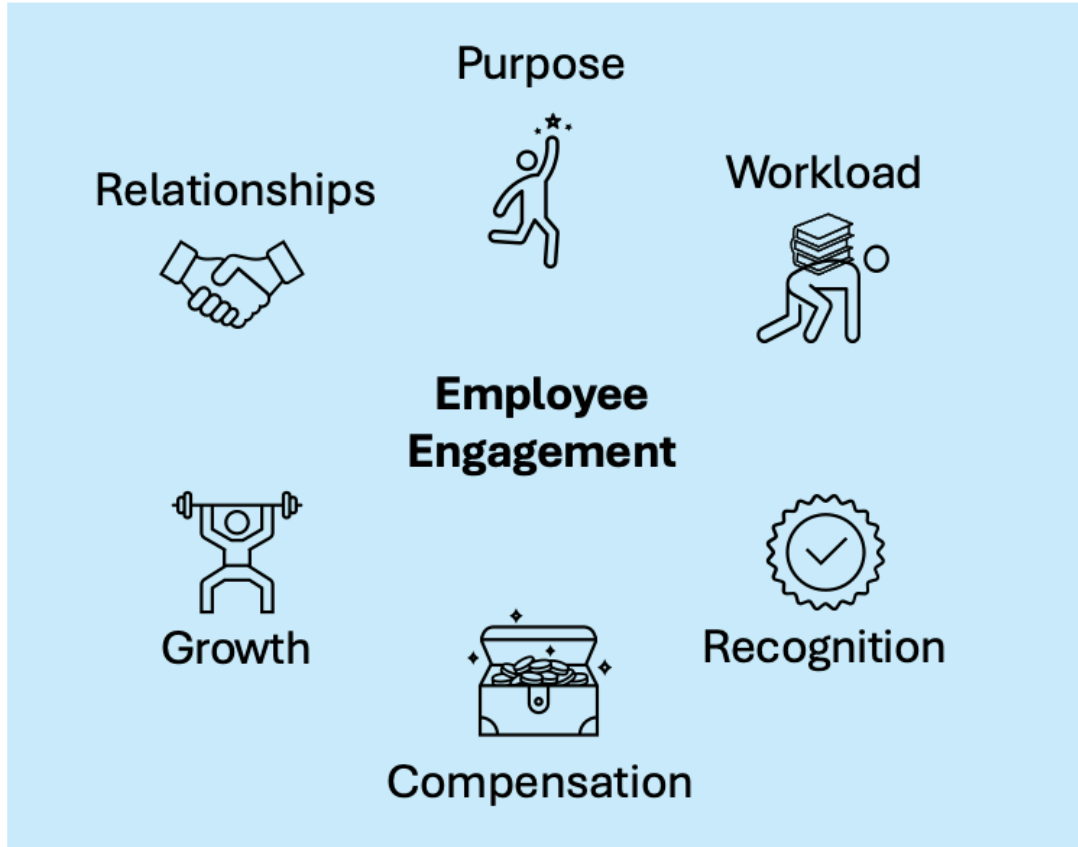 Purpose
Relationships
Workload
Employee
Engagement
Growth
Recognition
Compensation